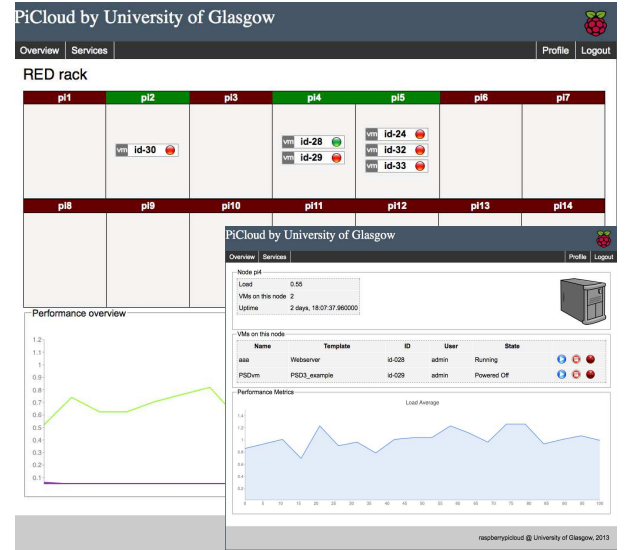 PiCloud by University of Glasgow
Overview Services Profile Logout
RED rack
pi1 pi2 pi3 pi4 pi5 pi6 pi7
vm id-30
vm id-28
vm id-29
vm id-24
vm id-32
vm id-33
pi8 pi9 pi10 pi11 pi12 pi13 pi14
Performance overview
1.2
1.1
1
0.9
0.8
0.7
0.6
0.5
0.4
0.3
0.2
0.1
PiCloud by University of Glasgow
Overview Services Profile Logout
Node pi4
Load 0.55
VMs on this node 2
Uptime 2 days, 18:07:37.960000
VMs on this node
Name Template ID User State
aaa Webserver id-028 admin Running
PSDvm PSD3_example id-029 admin Powered Off
Performance Metrics
Load Average
1.4
1.2
1
0.8
0.6
0.4
0.2
0 5 10 15 20 25 30 35 40 45 50 55 60 65 70 75 80 85 90 95 100
raspberrypicloud @ University of Glasgow, 2013